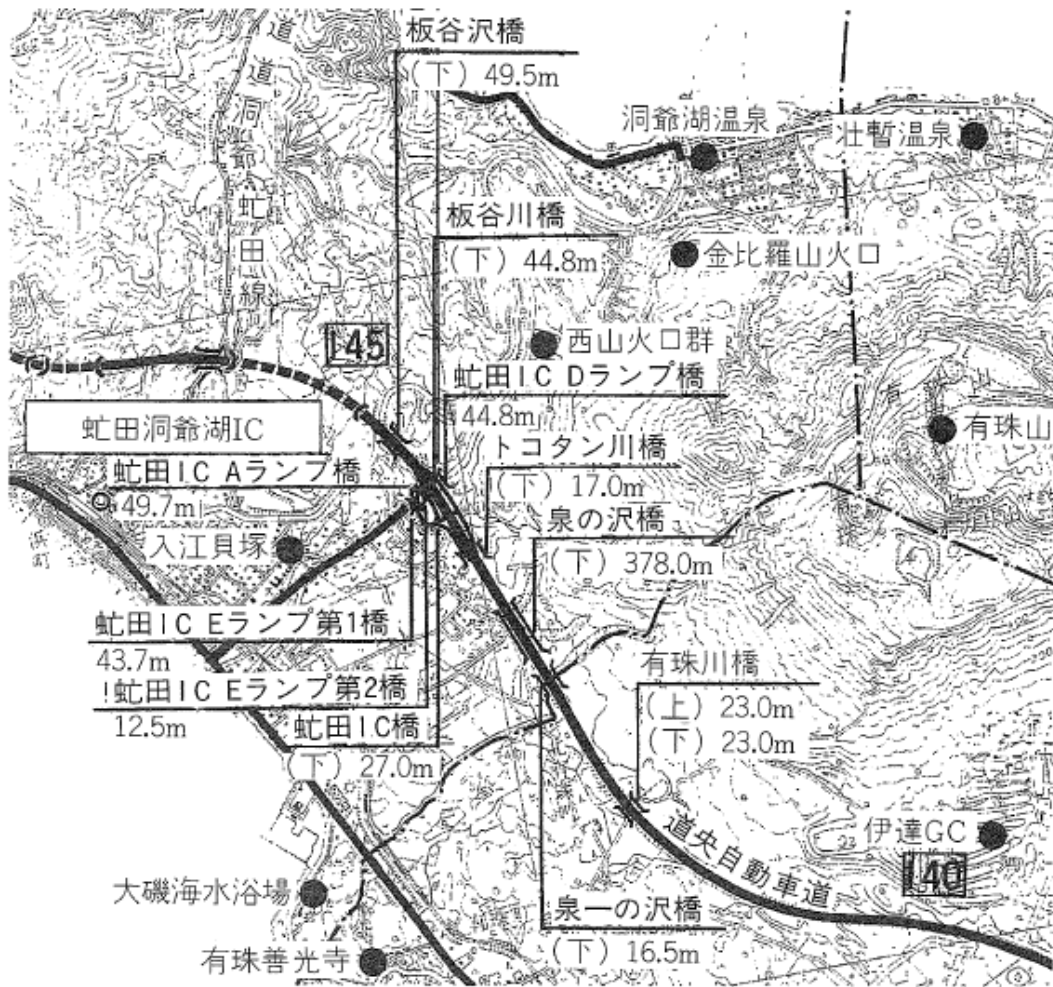 板谷沢橋
(下) 49.5m
道道洞爺虻田線
洞爺湖温泉
壮暫温泉
板谷川橋
(下) 44.8m
金比羅山火口
145
西山火口群
虻田IC Dランプ橋
44.8m
有珠山
虻田洞爺湖IC
トコタン川橋
(下) 17.0m
虻田IC Aランプ橋
49.7m
泉の沢橋
(下) 378.0m
入江貝塚
虻田IC Eランプ第1橋
43.7m
虻田IC Eランプ第2橋
12.5m
虻田IC橋
(下) 27.0m
有珠川橋
(上) 23.0m
(下) 23.0m
道央自動車道
伊達GC
140
大磯海水浴場
泉一の沢橋
(下) 16.5m
有珠善光寺